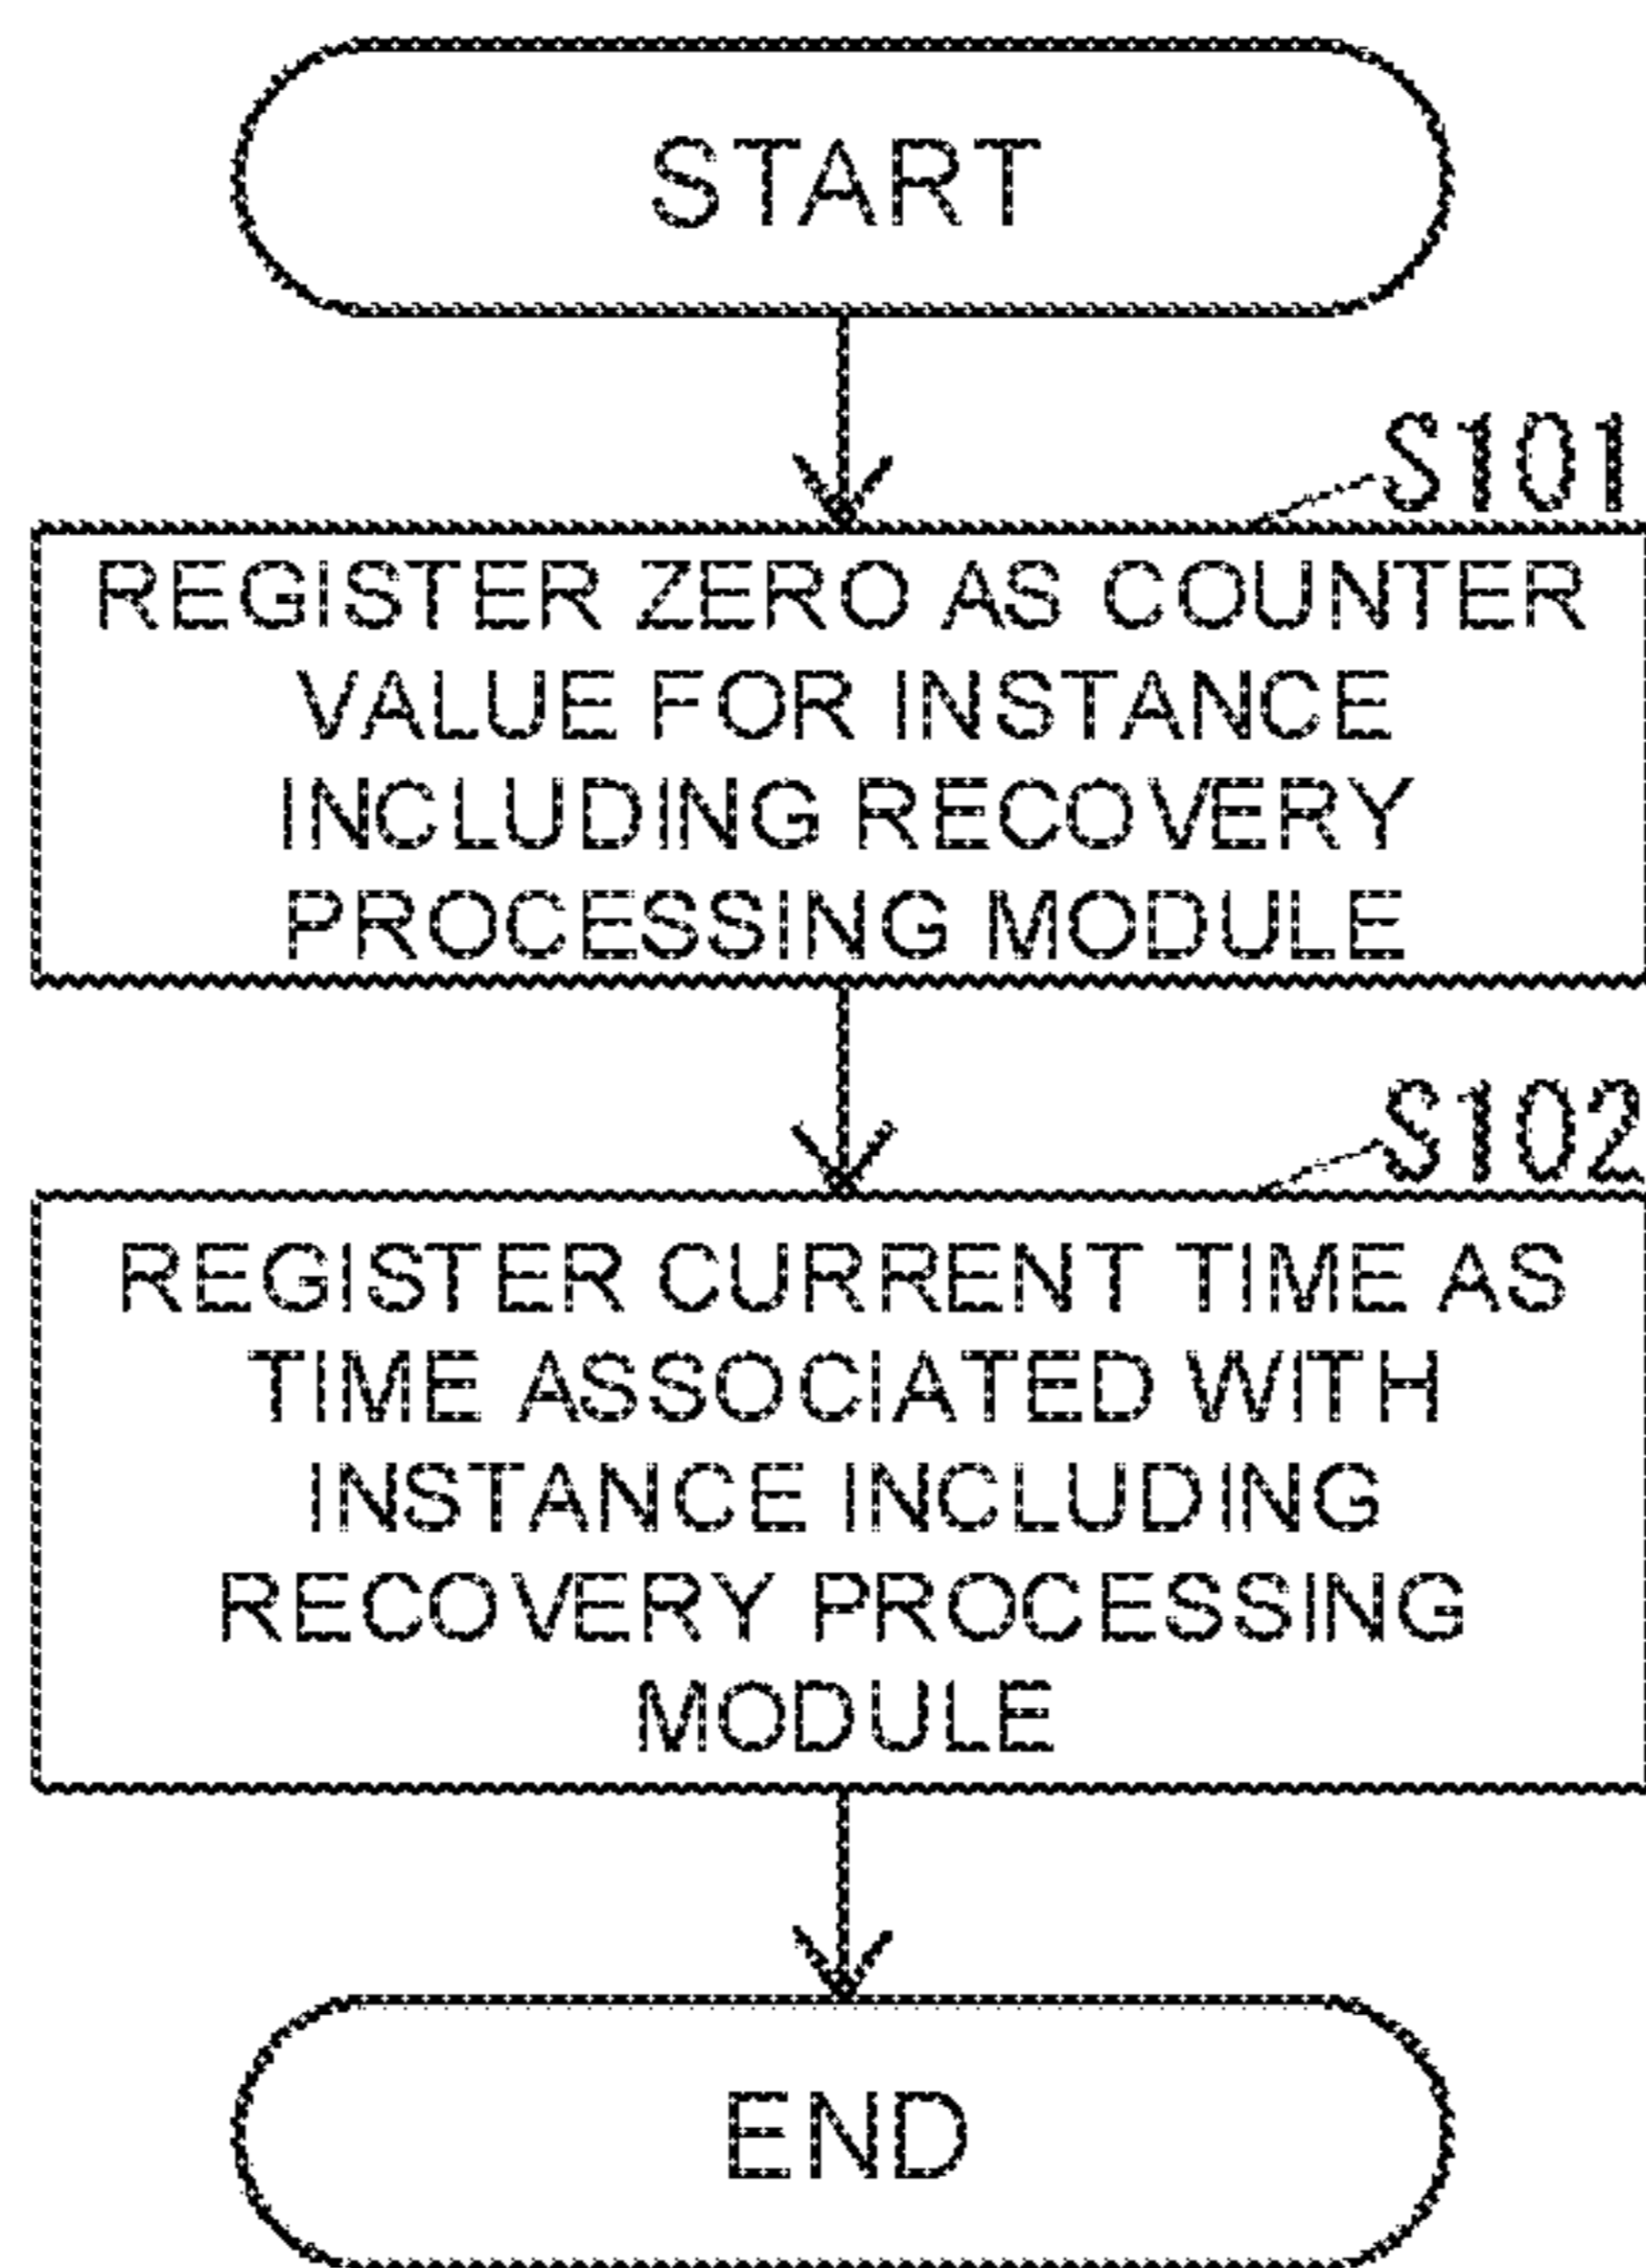 START
S101
REGISTER ZERO AS COUNTER
VALUE FOR INSTANCE
INCLUDING RECOVERY
PROCESSING MODULE
S102
REGISTER CURRENT TIME AS
TIME ASSOCIATED WITH
INSTANCE INCLUDING
RECOVERY PROCESSING
MODULE
END